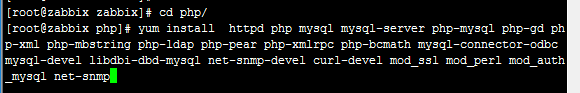 [root@zabbix zabbix]# cd php/
[root@zabbix php]# yum install  httpd php mysql mysql-server php-mysql php-gd ph
p-xml php-mbstring php-ldap php-pear php-xmlrpc php-bcmath mysql-connector-odbc
mysql-devel libdbi-dbd-mysql net-snmp-devel curl-devel mod_ssl mod_perl mod_auth
_mysql net-snmp